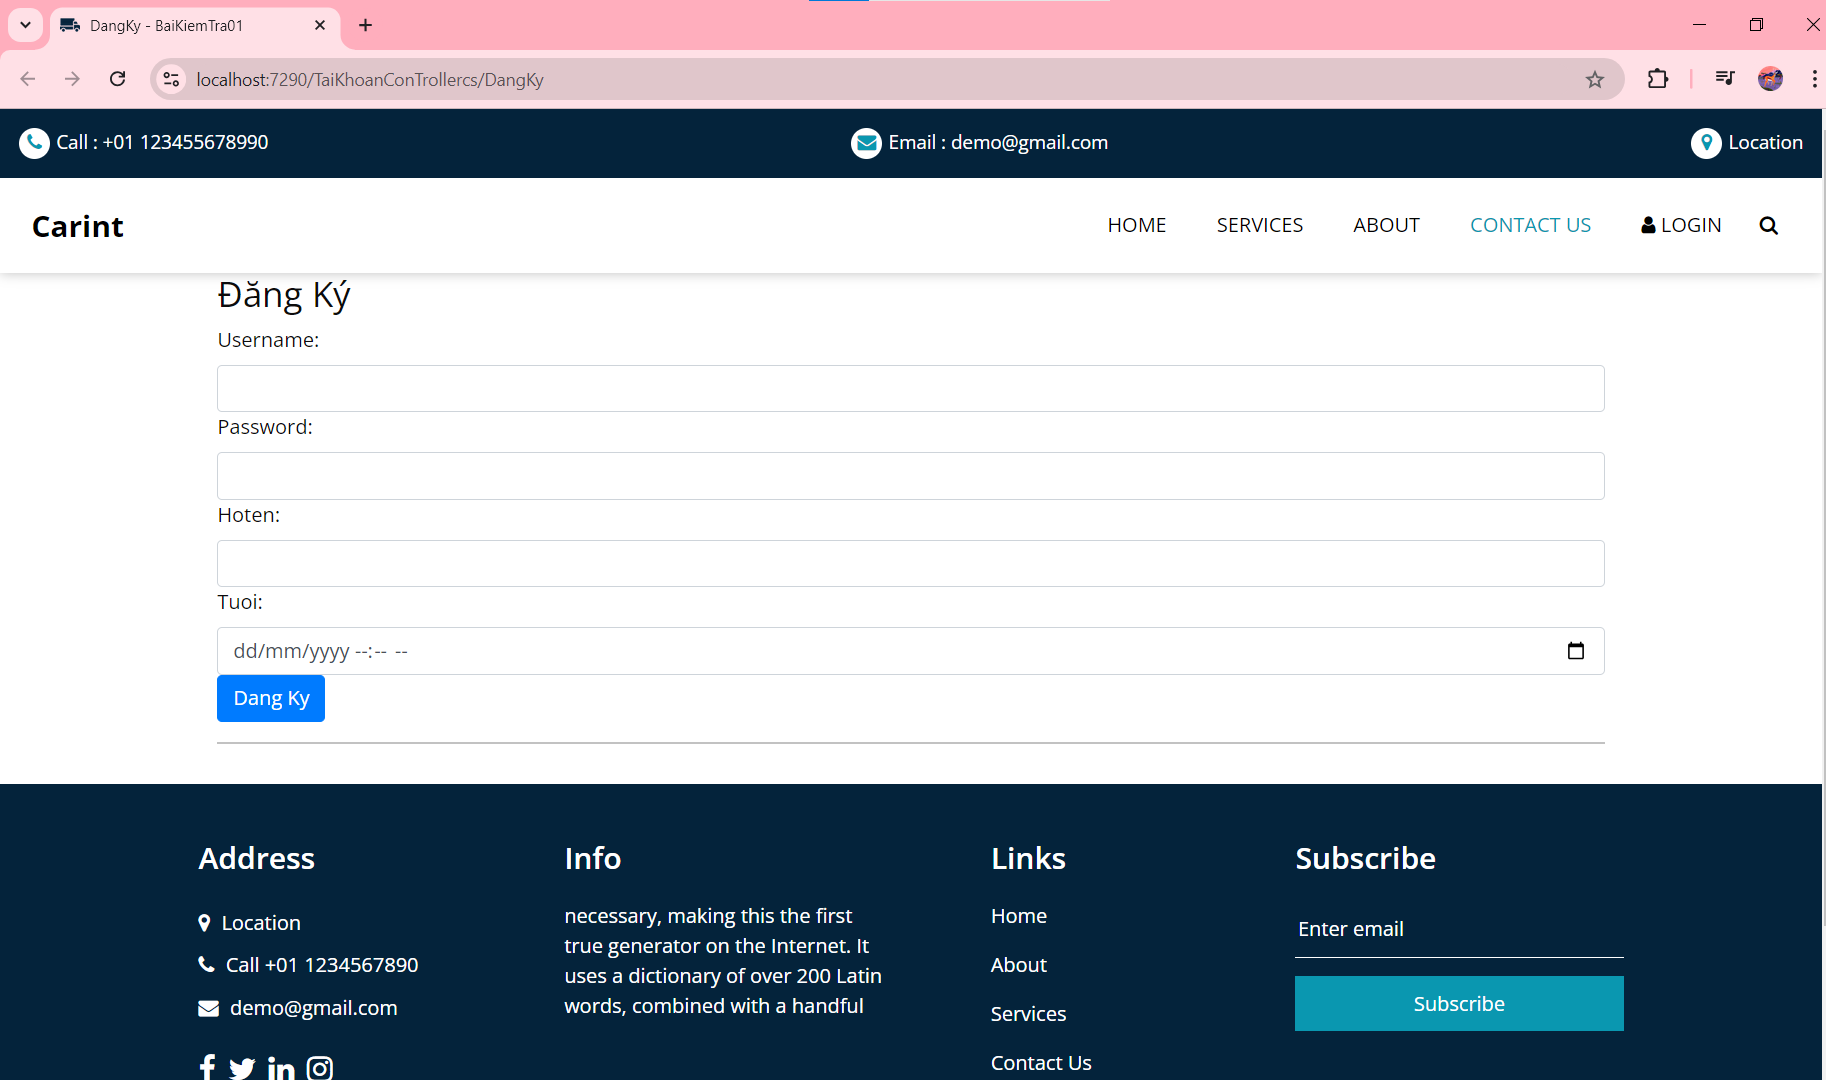 DangKy - BaiKiemTra01
localhost:7290/TaiKhoanConTrollercs/DangKy
Call : +01 123455678990
Email : demo@gmail.com
Location
Carint
HOME
SERVICES
ABOUT
CONTACT US
LOGIN
Đăng Ký
Username:
Password:
Hoten:
Tuoi:
dd/mm/yyyy --:-- --
Dang Ky
Address
Location
Call +01 1234567890
demo@gmail.com
Info
necessary, making this the first
true generator on the Internet. It
uses a dictionary of over 200 Latin
words, combined with a handful
Links
Home
About
Services
Contact Us
Subscribe
Enter email
Subscribe